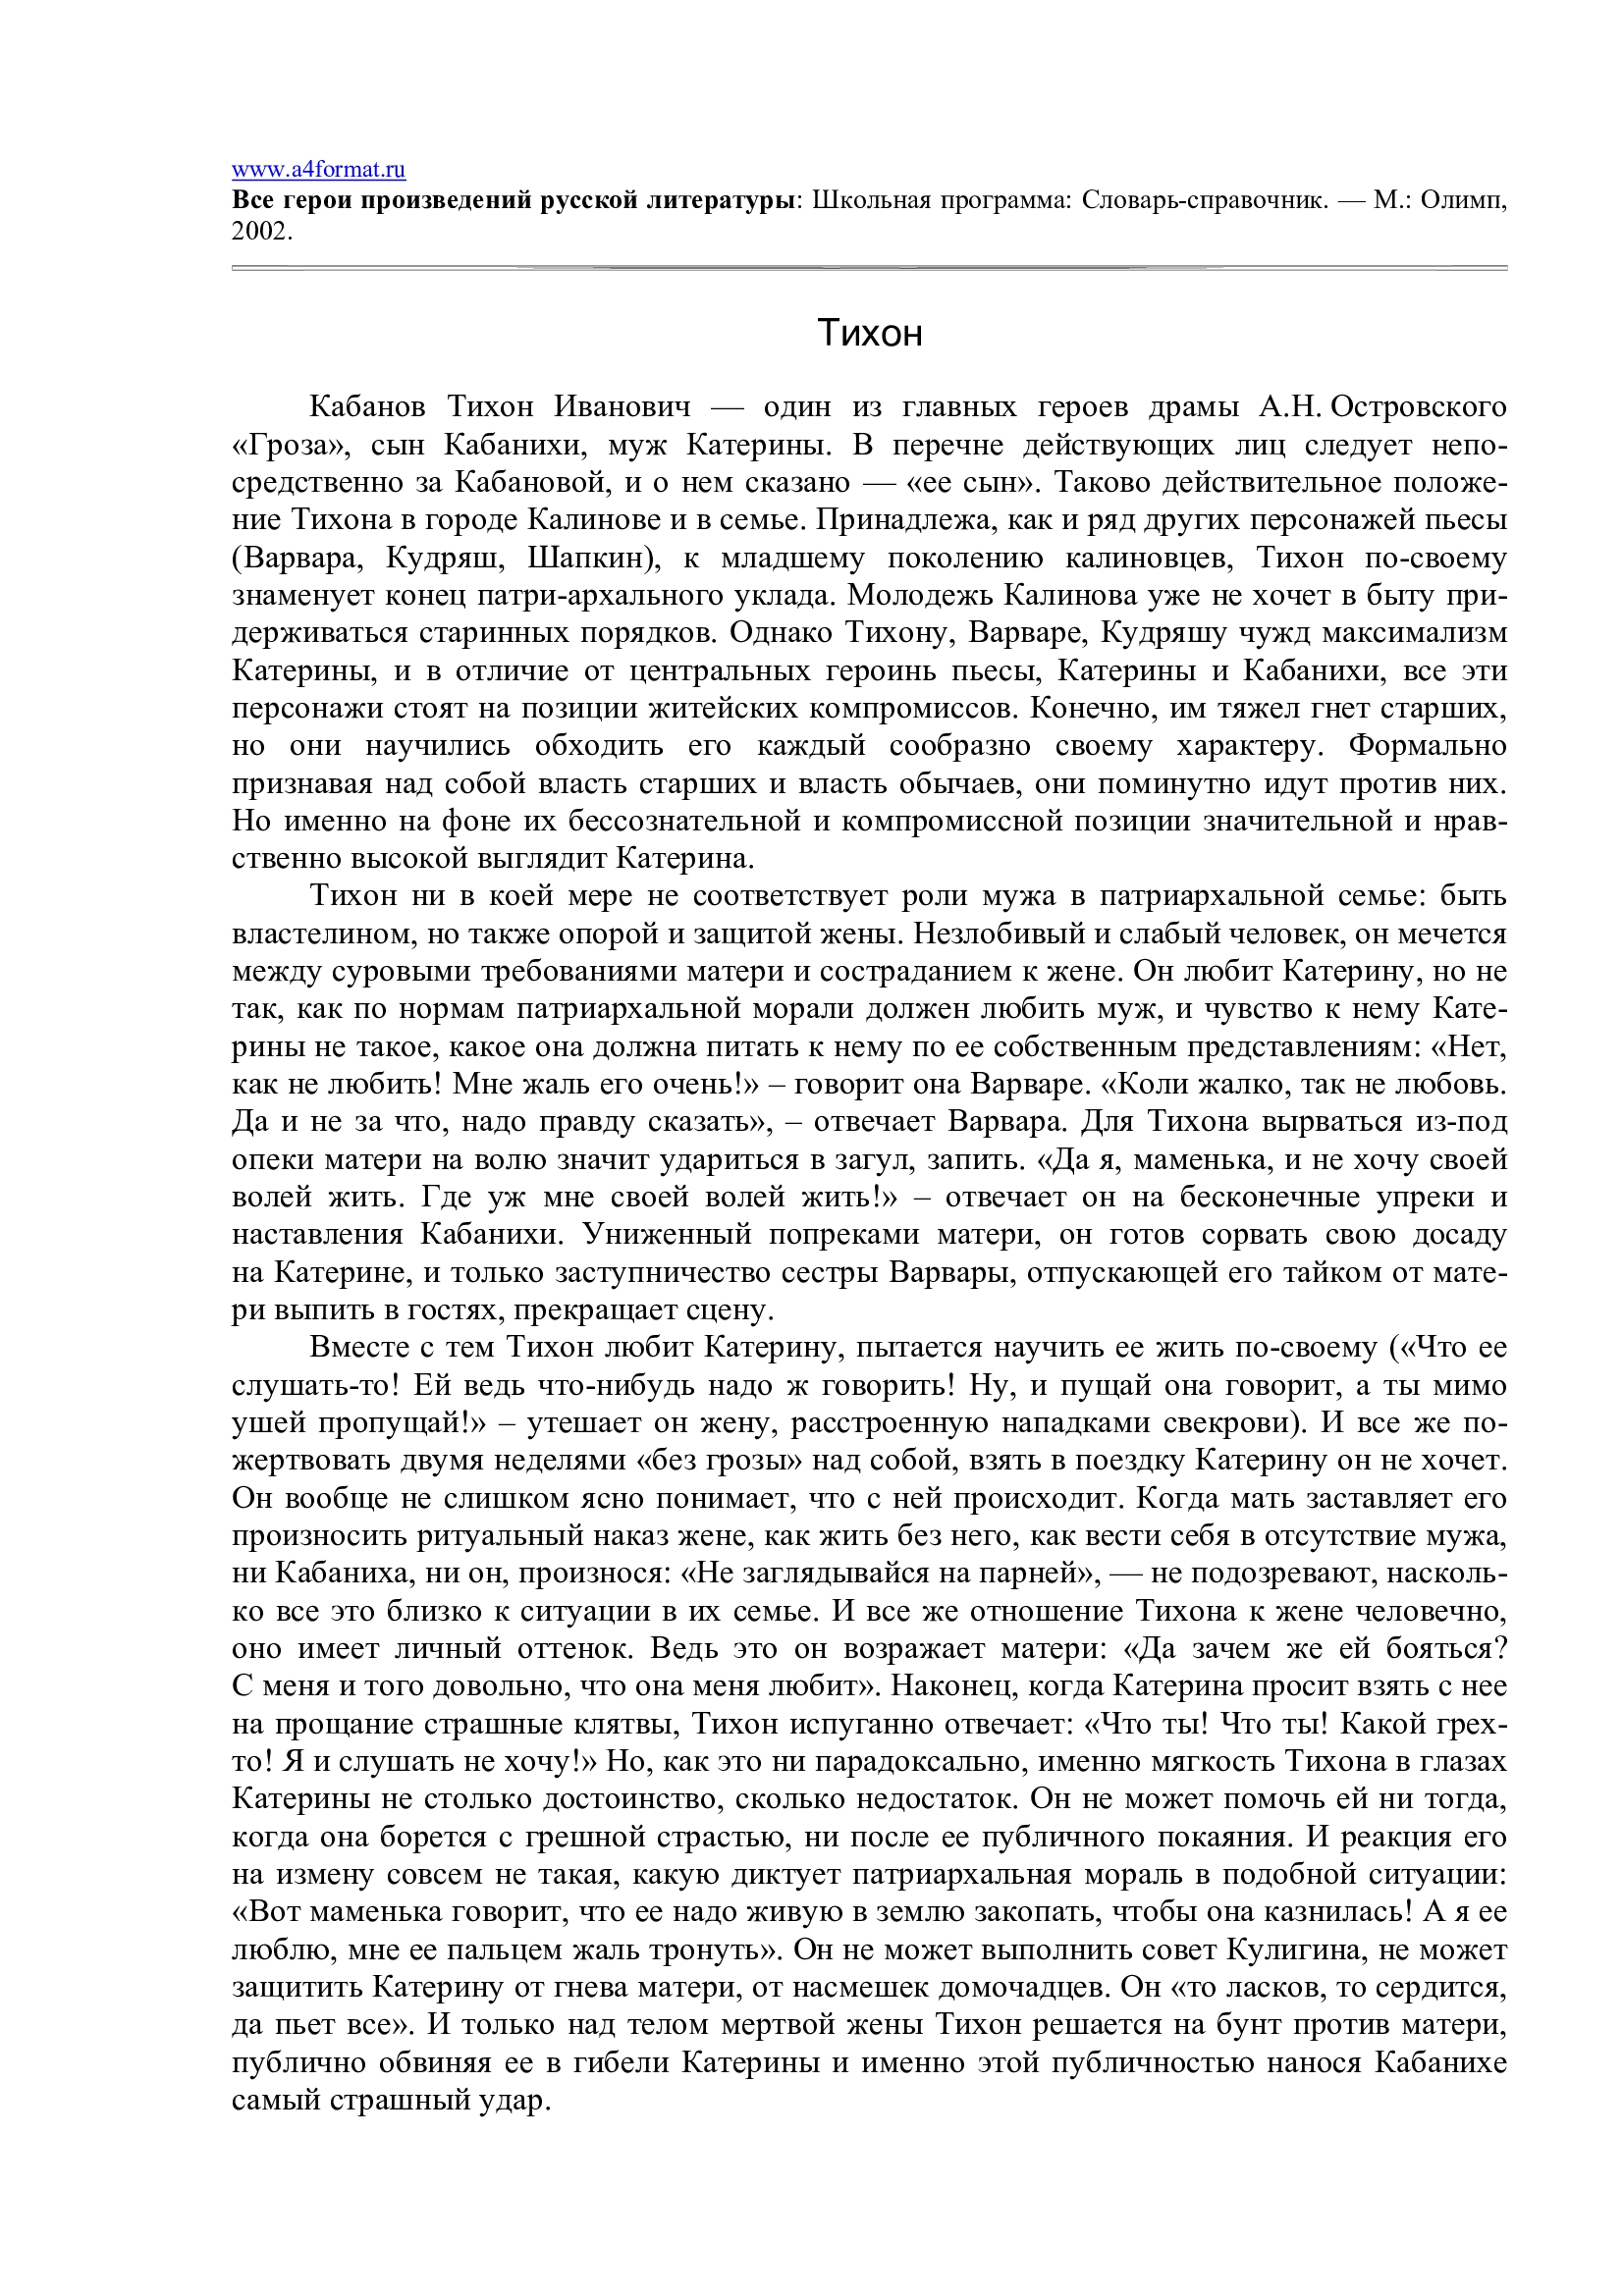 www.a4format.ru
Все герои произведений русской литературы: Школьная программа: Словарь-справочник. — М.: Олимп,
2002.
Тихон
Кабанов Тихон Иванович — один из главных героев драмы А.Н. Островского
«Гроза», сын Кабанихи, муж Катерины. В перечне действующих лиц следует непо-
средственно за Кабановой, и о нем сказано — «ее сын». Таково действительное положе-
ние Тихона в городе Калинове и в семье. Принадлежа, как и ряд других персонажей пьесы
(Варвара, Кудряш, Шапкин), к младшему поколению калиновцев, Тихон по-своему
знаменует конец патри-архального уклада. Молодежь Калинова уже не хочет в быту при-
держиваться старинных порядков. Однако Тихону, Варваре, Кудряшу чужд максимализм
Катерины, и в отличие от центральных героинь пьесы, Катерины и Кабанихи, все эти
персонажи стоят на позиции житейских компромиссов. Конечно, им тяжел гнет старших,
но они научились обходить его каждый сообразно своему характеру. Формально
признавая над собой власть старших и власть обычаев, они поминутно идут против них.
Но именно на фоне их бессознательной и компромиссной позиции значительной и нрав-
ственно высокой выглядит Катерина.
Тихон ни в коей мере не соответствует роли мужа в патриархальной семье: быть
властелином, но также опорой и защитой жены. Незлобивый и слабый человек, он мечется
между суровыми требованиями матери и состраданием к жене. Он любит Катерину, но не
так, как по нормам патриархальной морали должен любить муж, и чувство к нему Кате-
рины не такое, какое она должна питать к нему по ее собственным представлениям: «Нет,
как не любить! Мне жаль его очень!» – говорит она Варваре. «Коли жалко, так не любовь.
Да и не за что, надо правду сказать», – отвечает Варвара. Для Тихона вырваться из-под
опеки матери на волю значит удариться в загул, запить. «Да я, маменька, и не хочу своей
волей жить. Где уж мне своей волей жить!» – отвечает он на бесконечные упреки и
наставления Кабанихи. Униженный попреками матери, он готов сорвать свою досаду
на Катерине, и только заступничество сестры Варвары, отпускающей его тайком от мате-
ри выпить в гостях, прекращает сцену.
Вместе с тем Тихон любит Катерину, пытается научить ее жить по-своему («Что ее
слушать-то! Ей ведь что-нибудь надо ж говорить! Ну, и пущай она говорит, а ты мимо
ушей пропущай!» – утешает он жену, расстроенную нападками свекрови). И все же по-
жертвовать двумя неделями «без грозы» над собой, взять в поездку Катерину он не хочет.
Он вообще не слишком ясно понимает, что с ней происходит. Когда мать заставляет его
произносить ритуальный наказ жене, как жить без него, как вести себя в отсутствие мужа,
ни Кабаниха, ни он, произнося: «Не заглядывайся на парней», — не подозревают, насколь-
ко все это близко к ситуации в их семье. И все же отношение Тихона к жене человечно,
оно имеет личный оттенок. Ведь это он возражает матери: «Да зачем же ей бояться?
С меня и того довольно, что она меня любит». Наконец, когда Катерина просит взять с нее
на прощание страшные клятвы, Тихон испуганно отвечает: «Что ты! Что ты! Какой грех-
то! Я и слушать не хочу!» Но, как это ни парадоксально, именно мягкость Тихона в глазах
Катерины не столько достоинство, сколько недостаток. Он не может помочь ей ни тогда,
когда она борется с грешной страстью, ни после ее публичного покаяния. И реакция его
на измену совсем не такая, какую диктует патриархальная мораль в подобной ситуации:
«Вот маменька говорит, что ее надо живую в землю закопать, чтобы она казнилась! А я ее
люблю, мне ее пальцем жаль тронуть». Он не может выполнить совет Кулигина, не может
защитить Катерину от гнева матери, от насмешек домочадцев. Он «то ласков, то сердится,
да пьет все». И только над телом мертвой жены Тихон решается на бунт против матери,
публично обвиняя ее в гибели Катерины и именно этой публичностью нанося Кабанихе
самый страшный удар.